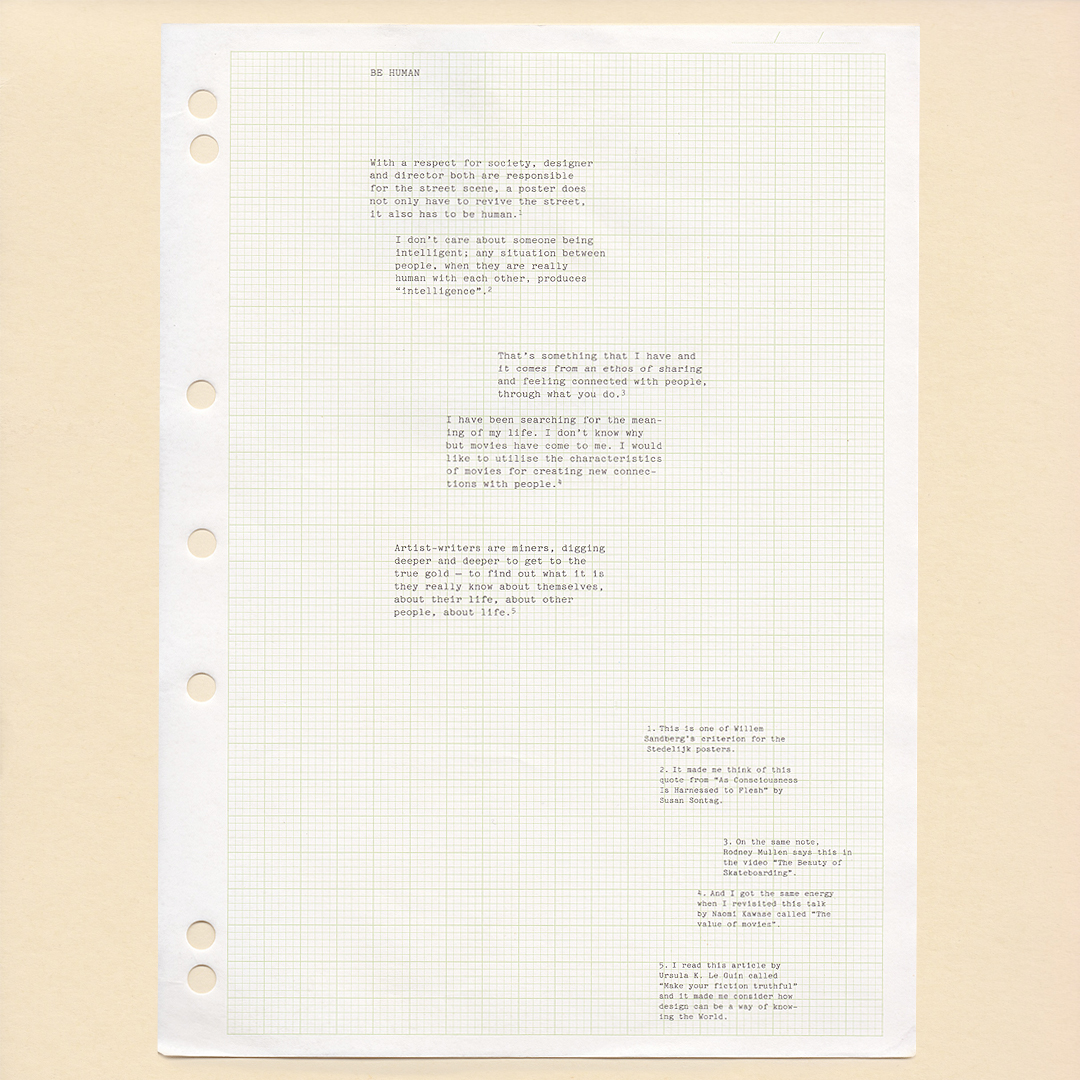 BE HUMAN
With a respect for society, designer
and director both are responsible
for the street scene, a poster does
not only have to revive the street,
it also has to be human.¹
I don't care about someone being
intelligent; any situation between
people, when they are really
human with each other, produces
“intelligence”.²
That's something that I have and
it comes from an ethos of sharing
and feeling connected with people,
through what you do.³
I have been searching for the mean-
ing of my life. I don't know why
but movies have come to me. I would
like to utilise the characteristics
of movies for creating new connec-
tions with people.⁴
Artist-writers are miners, digging
deeper and deeper to get to the
true gold — to find out what it is
they really know about themselves,
about their life, about other
people, about life.⁵
1. This is one of Willem
Sandberg's criterion for the
Stedelijk posters.
2. It made me think of this
quote from “As Consciousness
Is Harnessed to Flesh” by
Susan Sontag.
3. On the same note,
Rodney Mullen says this in
the video “The Beauty of
Skateboarding”.
4. And I got the same energy
when I revisited this talk
by Naomi Kawase called “The
value of movies”.
5. I read this article by
Ursula K. Le Guin called
“Make your fiction truthful”
and it made me consider how
design can be a way of know-
ing the World.